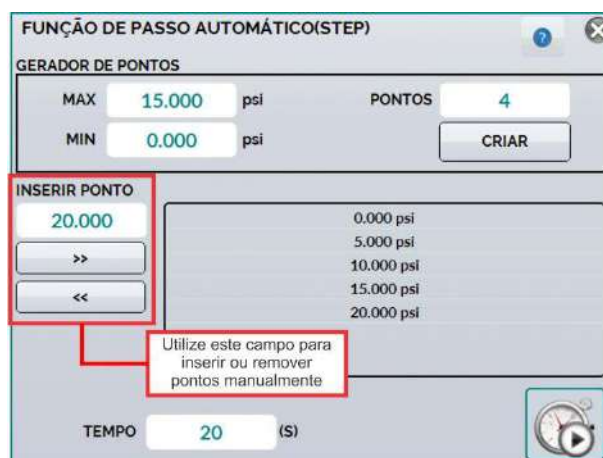 FUNÇÃO DE PASSO AUTOMÁTICO(STEP)
?
GERADOR DE PONTOS
MAX 15.000 psi PONTOS 4
MIN 0.000 psi CRIAR
INSERIR PONTO
20.000
>>
<<
0.000 psi
5.000 psi
10.000 psi
15.000 psi
20.000 psi
Utilize este campo para
inserir ou remover
pontos manualmente
TEMPO 20 (S)